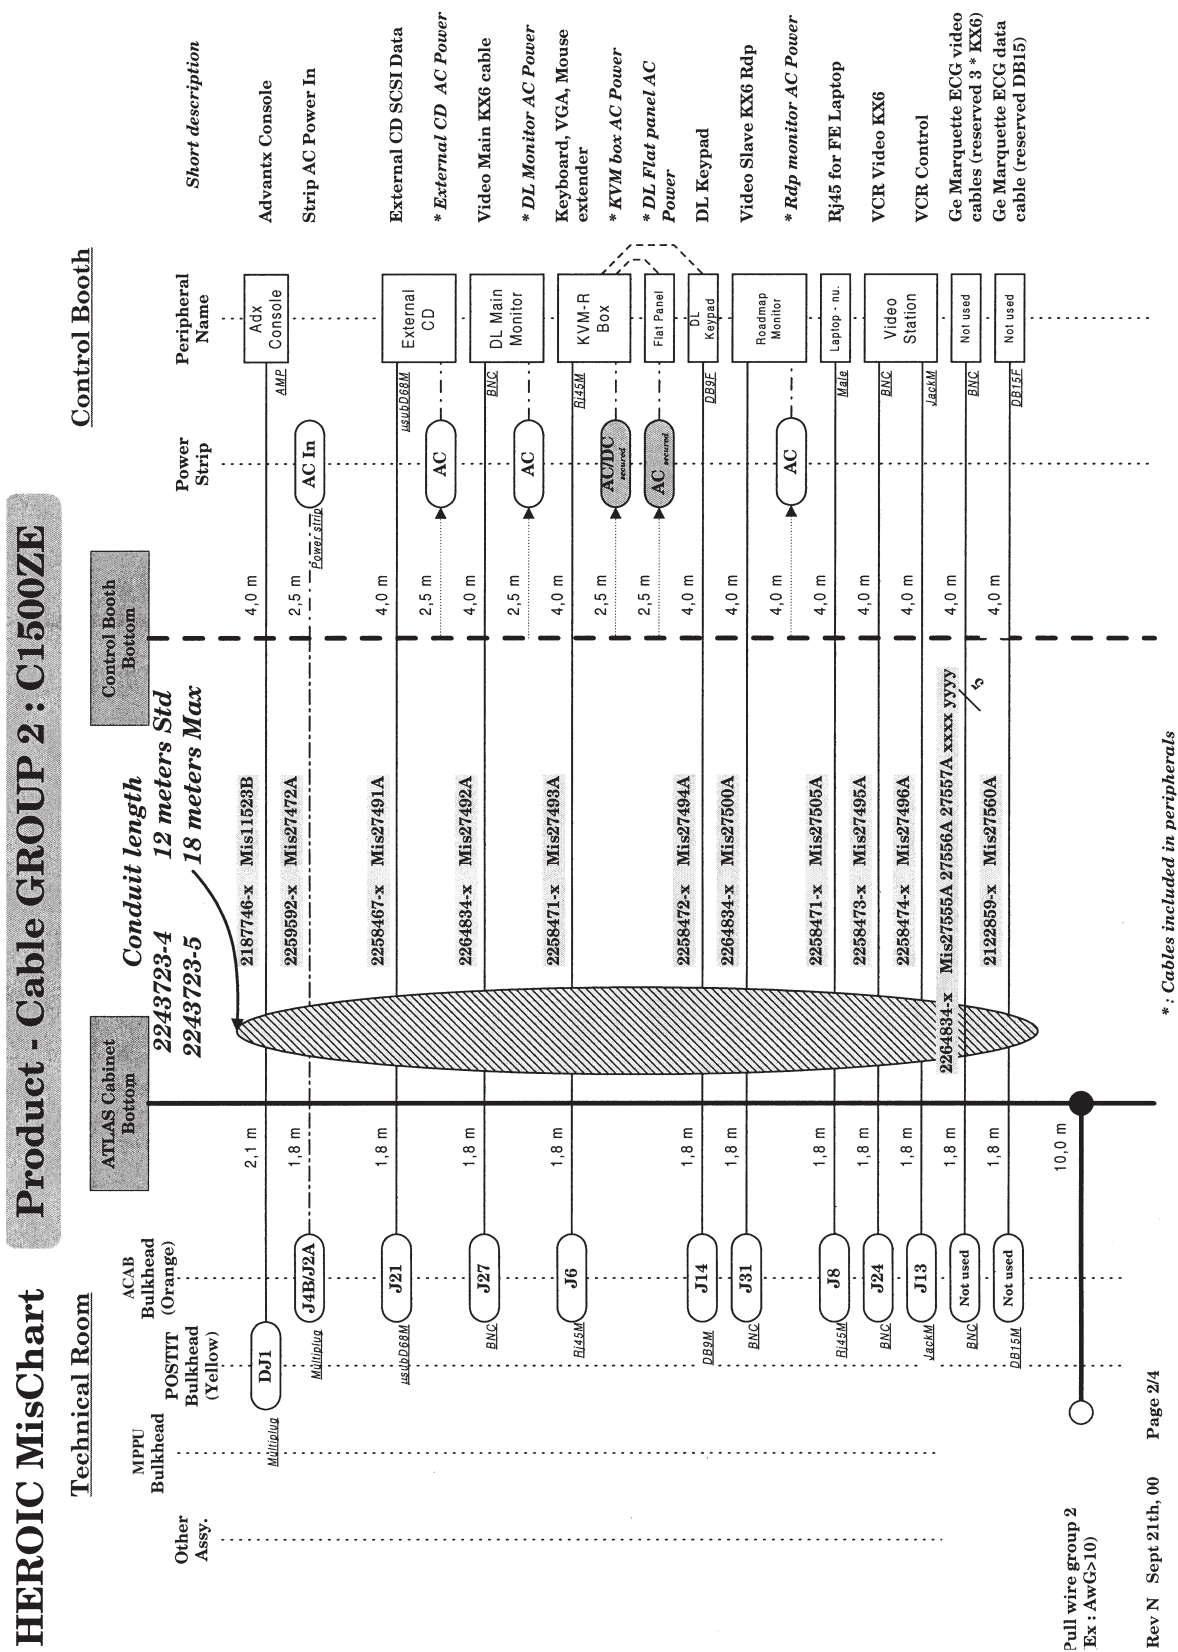 HEROIC MisChart
Product - Cable GROUP 2 : C1500ZE
Technical Room
Control Booth
Other
Assy.
MPPU
Bulkhead
POSTIT
Bulkhead
(Yellow)
ACAB
Bulkhead
(Orange)
ATLAS Cabinet
Bottom
Conduit length
2243723-4 12 meters Std
2243723-5 18 meters Max
Control Booth
Bottom
Power
Strip
Peripheral
Name
Short description
Multiplug
DJ1
2,1 m
2187746-x Mis11523B
4,0 m
AMP
Adx
Console
Advantx Console
Multiplug
J4B/J2A
1,8 m
2259592-x Mis27472A
2,5 m
Power strip
AC In
Strip AC Power In
µsubD68M
J21
1,8 m
2258467-x Mis27491A
4,0 m
µsubD68M
External
CD
External CD SCSI Data
2,5 m
AC
* External CD AC Power
BNC
J27
1,8 m
2264834-x Mis27492A
4,0 m
BNC
DL Main
Monitor
Video Main KX6 cable
2,5 m
AC
* DL Monitor AC Power
Rj45M
J6
1,8 m
2258471-x Mis27493A
4,0 m
Rj45M
KVM-R
Box
Keyboard, VGA, Mouse
extender
2,5 m
AC/DC
secured
* KVM box AC Power
2,5 m
AC secured
Flat Panel
* DL Flat panel AC
Power
DB9M
J14
1,8 m
2258472-x Mis27494A
4,0 m
DB9F
DL
Keypad
DL Keypad
BNC
J31
1,8 m
2264834-x Mis27500A
4,0 m
Roadmap
Monitor
Video Slave KX6 Rdp
AC
* Rdp monitor AC Power
Rj45M
J8
1,8 m
2258471-x Mis27505A
4,0 m
Male
Laptop - nu.
Rj45 for FE Laptop
BNC
J24
1,8 m
2258473-x Mis27495A
4,0 m
BNC
Video
Station
VCR Video KX6
JackM
J13
1,8 m
2258474-x Mis27496A
4,0 m
JackM
VCR Control
BNC
Not used
1,8 m
2264834-x Mis27555A 27556A 27557A xxxx yyyy
5
4,0 m
BNC
Not used
Ge Marquette ECG video
cables (reserved 3 * KX6)
DB15M
Not used
1,8 m
2122859-x Mis27560A
4,0 m
DB15F
Not used
Ge Marquette ECG data
cable (reserved DB15)
10,0 m
Pull wire group 2
(Ex : AwG>10)
* : Cables included in peripherals
Rev N Sept 21th, 00 Page 2/4